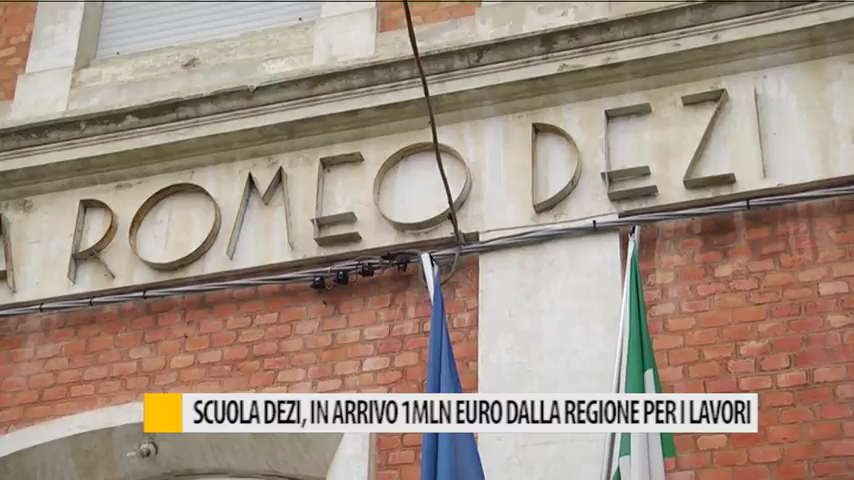 A ROMEO DEZI
SCUOLA DEZI, IN ARRIVO 1MLN EURO DALLA REGIONE PER I LAVORI